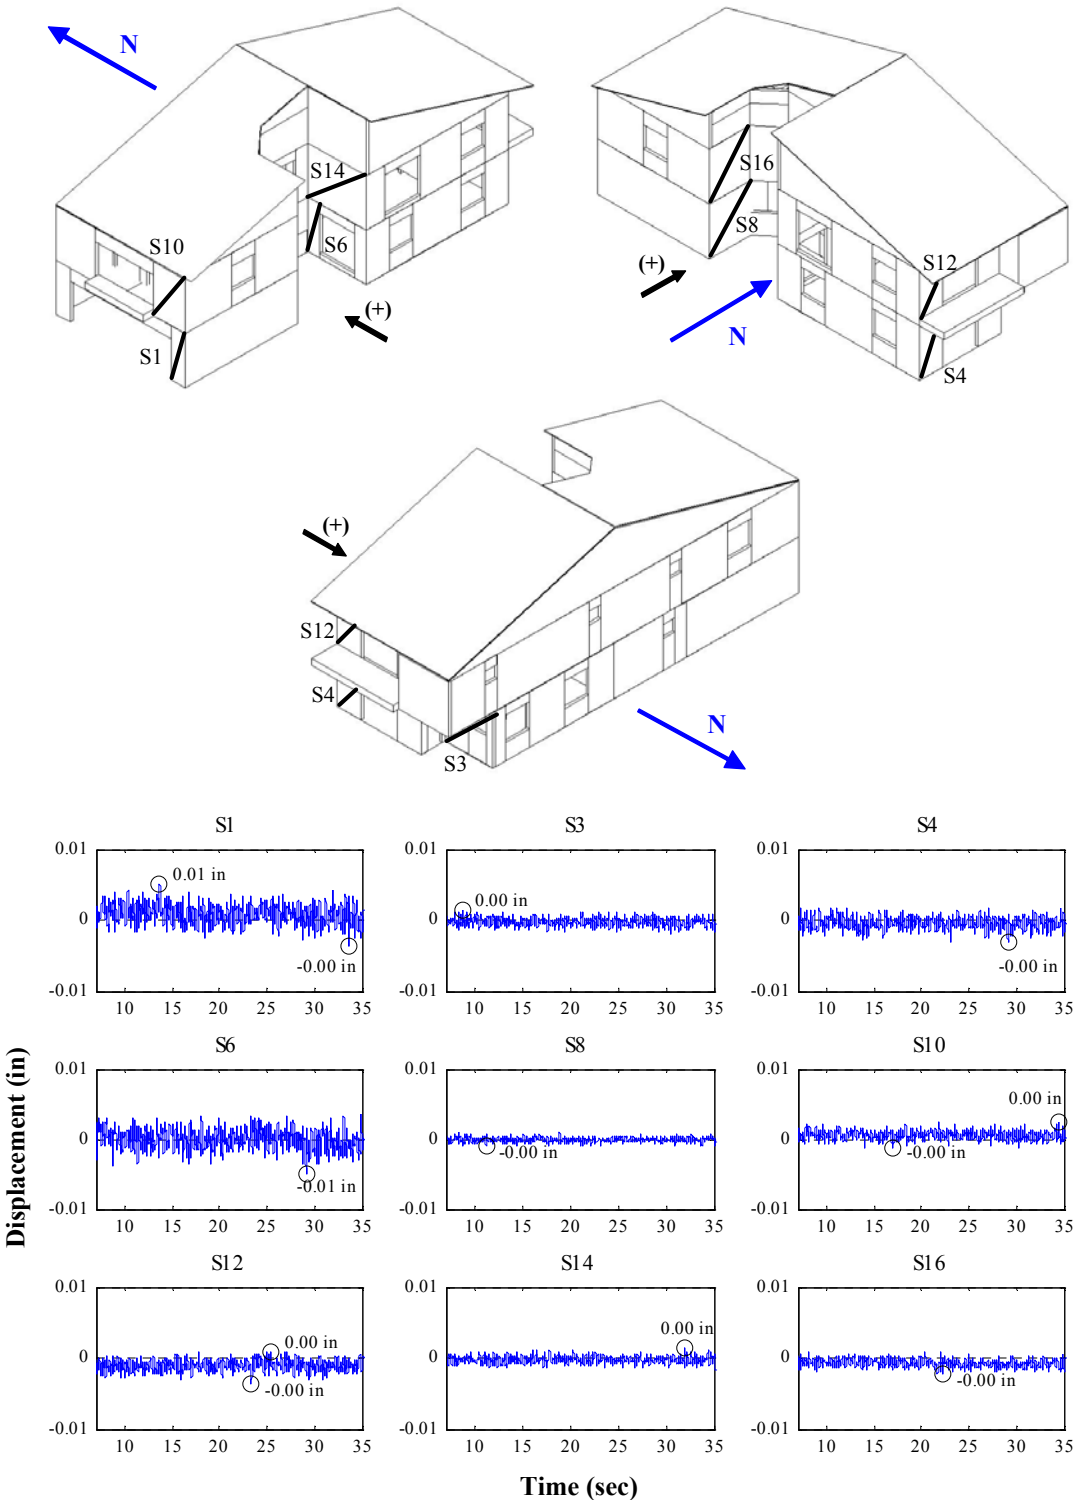 N
S14
S6
S10
S1
(+)
S16
S8
(+)
N
S12
S4
(+)
S12
S4
S3
N
S1
S3
S4
0.01
0
-0.01
0.01 in
-0.00 in
10 15 20 25 30 35
0.01
0
-0.01
0.00 in
10 15 20 25 30 35
0.01
0
-0.01
-0.00 in
10 15 20 25 30 35
S6
S8
S10
0.01
0
-0.01
-0.01 in
10 15 20 25 30 35
0.01
0
-0.01
-0.00 in
10 15 20 25 30 35
0.01
0
-0.01
0.00 in
-0.00 in
10 15 20 25 30 35
S12
S14
S16
0.01
0
-0.01
0.00 in
-0.00 in
10 15 20 25 30 35
0.01
0
-0.01
0.00 in
10 15 20 25 30 35
0.01
0
-0.01
-0.00 in
10 15 20 25 30 35
Displacement (in)
Time (sec)